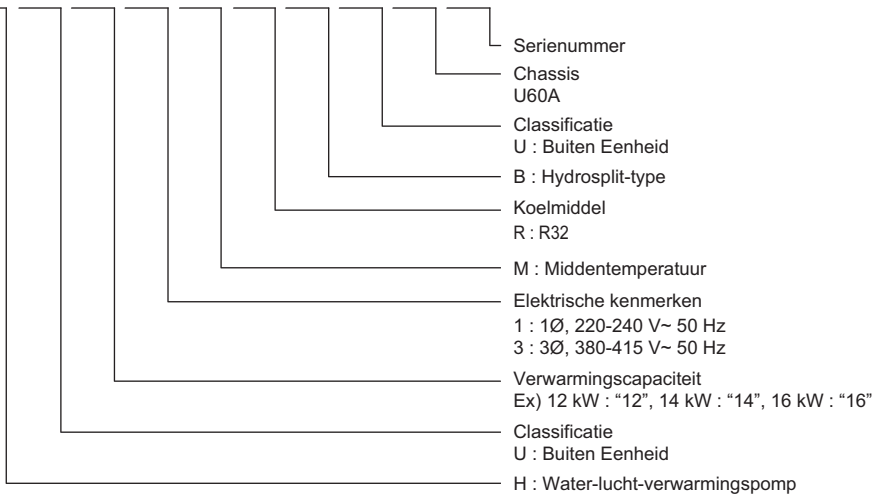 Serienummer
Chassis
U60A
Classificatie
U : Buiten Eenheid
B : Hydrosplit-type
Koelmiddel
R : R32
M : Middentemperatuur
Elektrische kenmerken
1 : 1Ø, 220-240 V~ 50 Hz
3 : 3Ø, 380-415 V~ 50 Hz
Verwarmingscapaciteit
Ex) 12 kW : “12”, 14 kW : “14”, 16 kW : “16”
Classificatie
U : Buiten Eenheid
H : Water-lucht-verwarmingspomp